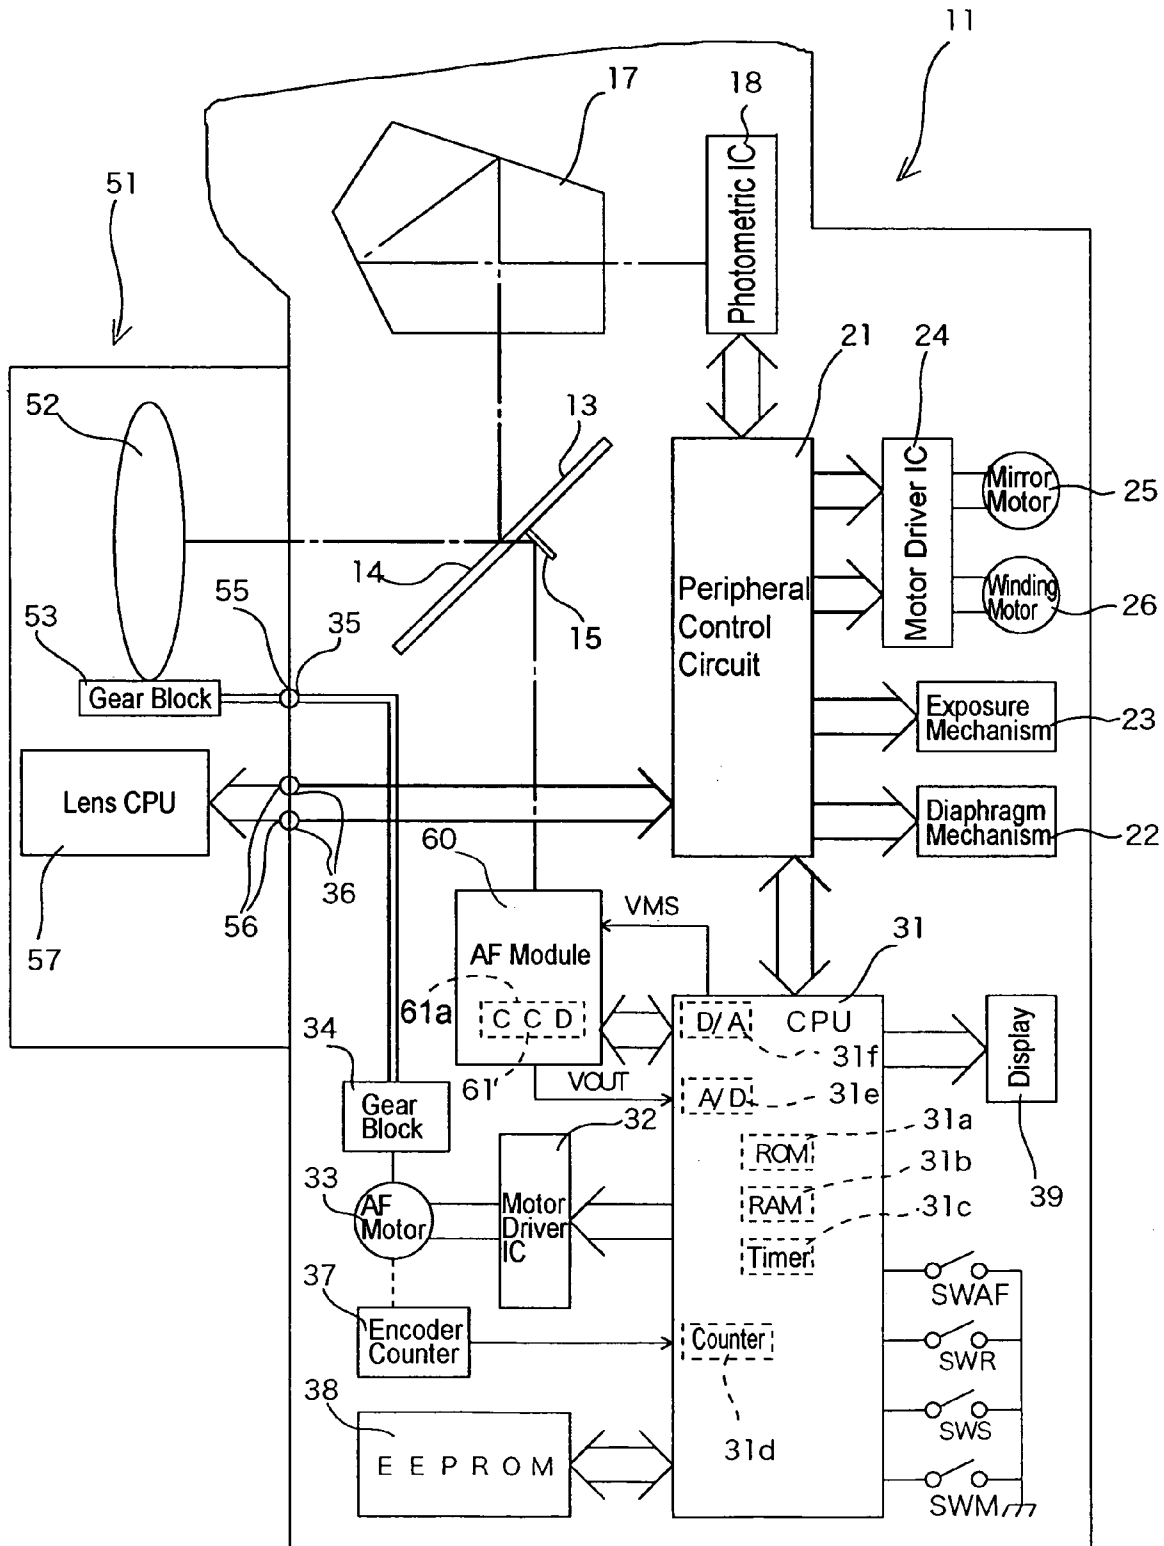 11
17
18
Photometric IC
51
21
24
52
13
Motor Driver IC
Mirror
Motor
25
14
15
Peripheral
Control
Circuit
Winding
Motor
26
55
35
53
Gear Block
Exposure
Mechanism
23
Lens CPU
Diaphragm
Mechanism
22
60
56
36
57
VMS
31
AF Module
61a
C C D
D/A
CPU
31f
61'
VOUT
A/D
31e
Display
34
Gear
Block
32
31a
ROM
31b
RAM
39
33
AF
Motor
Motor
Driver
IC
31c
Timer
37
SWAF
Encoder
Counter
Counter
SWR
38
31d
SWS
E E P R O M
SWM